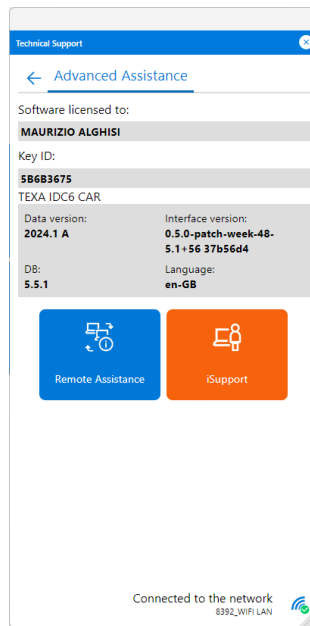 Technical Support
Advanced Assistance
Software licensed to:
MAURIZIO ALGHISI
Key ID:
5B6B3675
TEXA IDC6 CAR
Data version:
2024.1 A
Interface version:
0.5.0-patch-week-48-
5.1+56 37b56d4
DB:
5.5.1
Language:
en-GB
Remote Assistance
iSupport
Connected to the network
8392_WIFI LAN